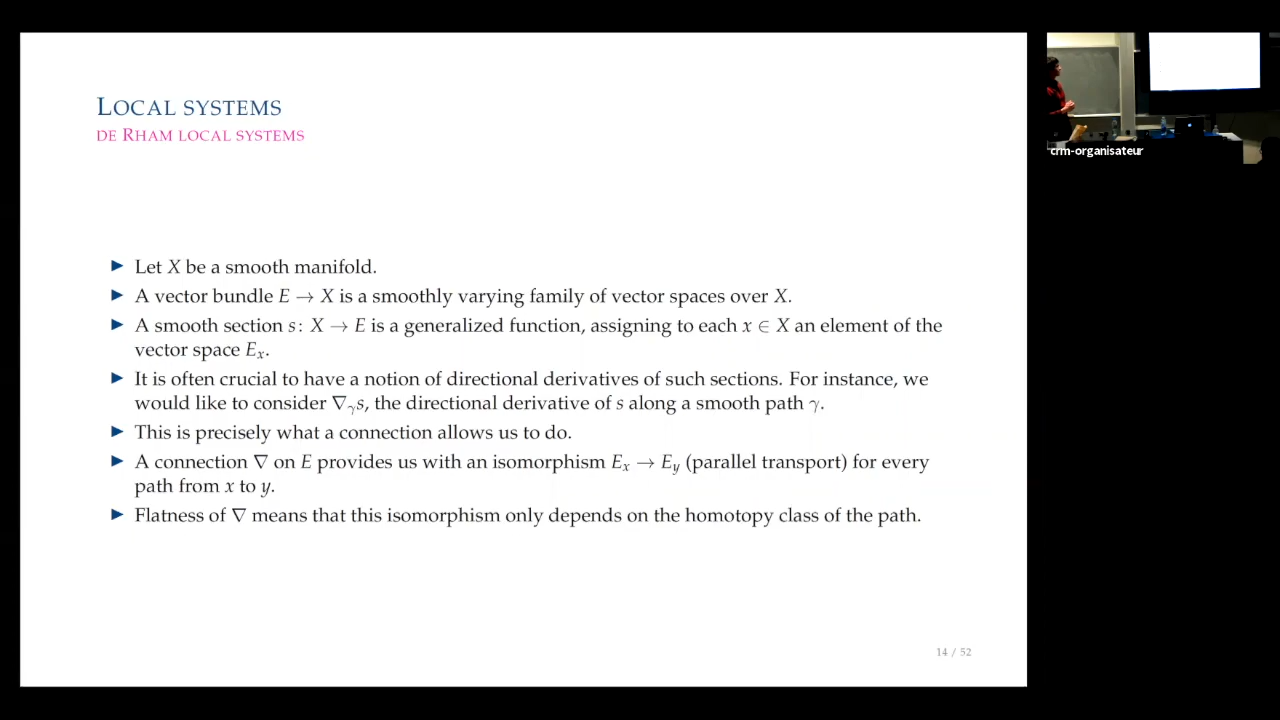 LOCAL SYSTEMS
DE RHAM LOCAL SYSTEMS
▶ Let X be a smooth manifold.
▶ A vector bundle E → X is a smoothly varying family of vector spaces over X.
▶ A smooth section s: X → E is a generalized function, assigning to each x ∈ X an element of the
vector space Eₓ.
▶ It is often crucial to have a notion of directional derivatives of such sections. For instance, we
would like to consider ∇ᵧs, the directional derivative of s along a smooth path γ.
▶ This is precisely what a connection allows us to do.
▶ A connection ∇ on E provides us with an isomorphism Eₓ → E_y (parallel transport) for every
path from x to y.
▶ Flatness of ∇ means that this isomorphism only depends on the homotopy class of the path.
14 / 52
crm-organisateur